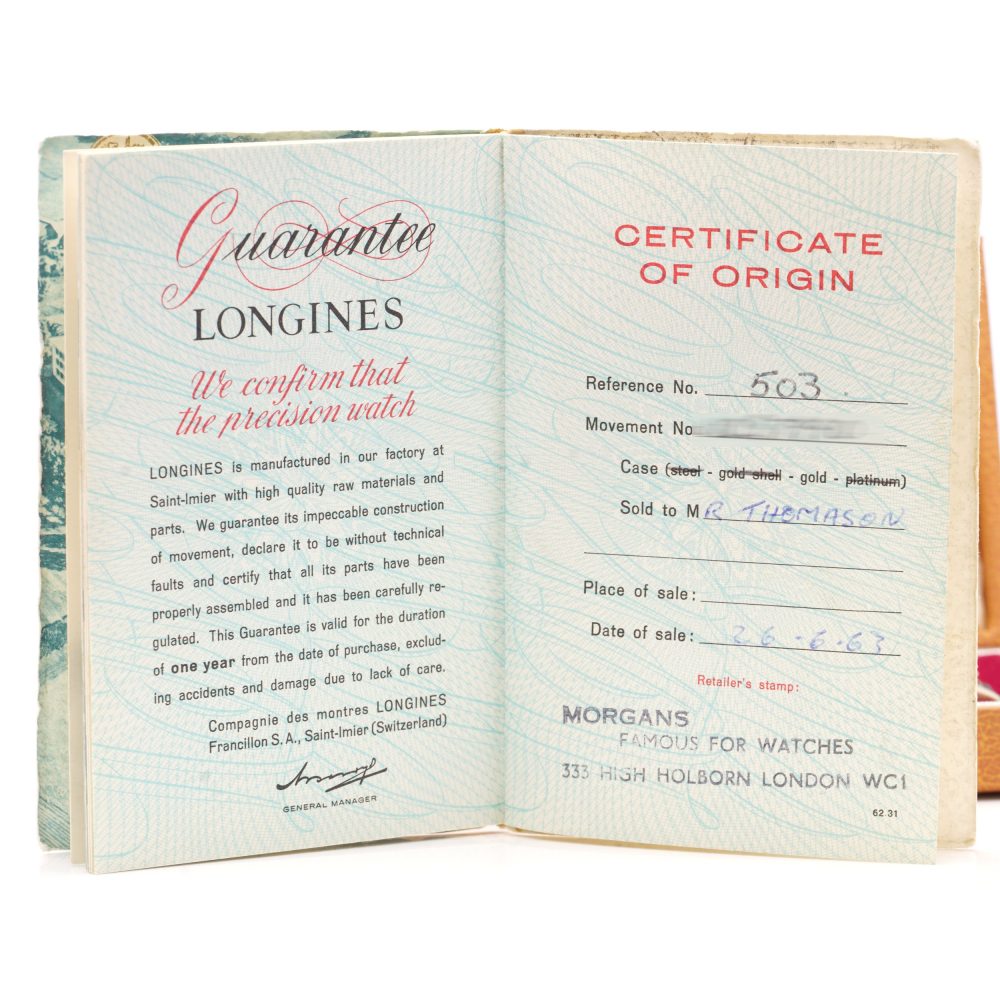 Guarantee
LONGINES
We confirm that
the precision watch
LONGINES is manufactured in our factory at
Saint-Imier with high quality raw materials and
parts. We guarantee its impeccable construction
of movement, declare it to be without technical
faults and certify that all its parts have been
properly assembled and it has been carefully re-
gulated. This Guarantee is valid for the duration
of one year from the date of purchase, exclud-
ing accidents and damage due to lack of care.
Compagnie des montres LONGINES
Francillon S.A., Saint-Imier (Switzerland)
GENERAL MANAGER
CERTIFICATE
OF ORIGIN
Reference No. 503.
Movement No
Case (steel - gold shell - gold - platinum)
Sold to MR THOMASON
Place of sale:
Date of sale: 26-6-63
Retailer's stamp:
MORGANS
FAMOUS FOR WATCHES
333 HIGH HOLBORN LONDON WC1
62.31